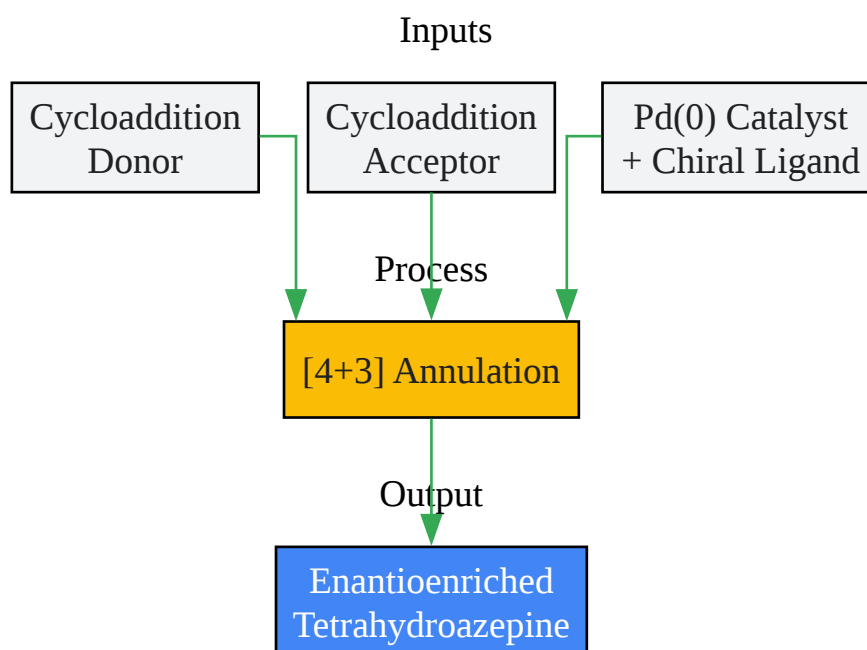 Inputs
Cycloaddition
Donor
Cycloaddition
Acceptor
Pd(0) Catalyst
+ Chiral Ligand
Process
[4+3] Annulation
Output
Enantioenriched
Tetrahydroazepine